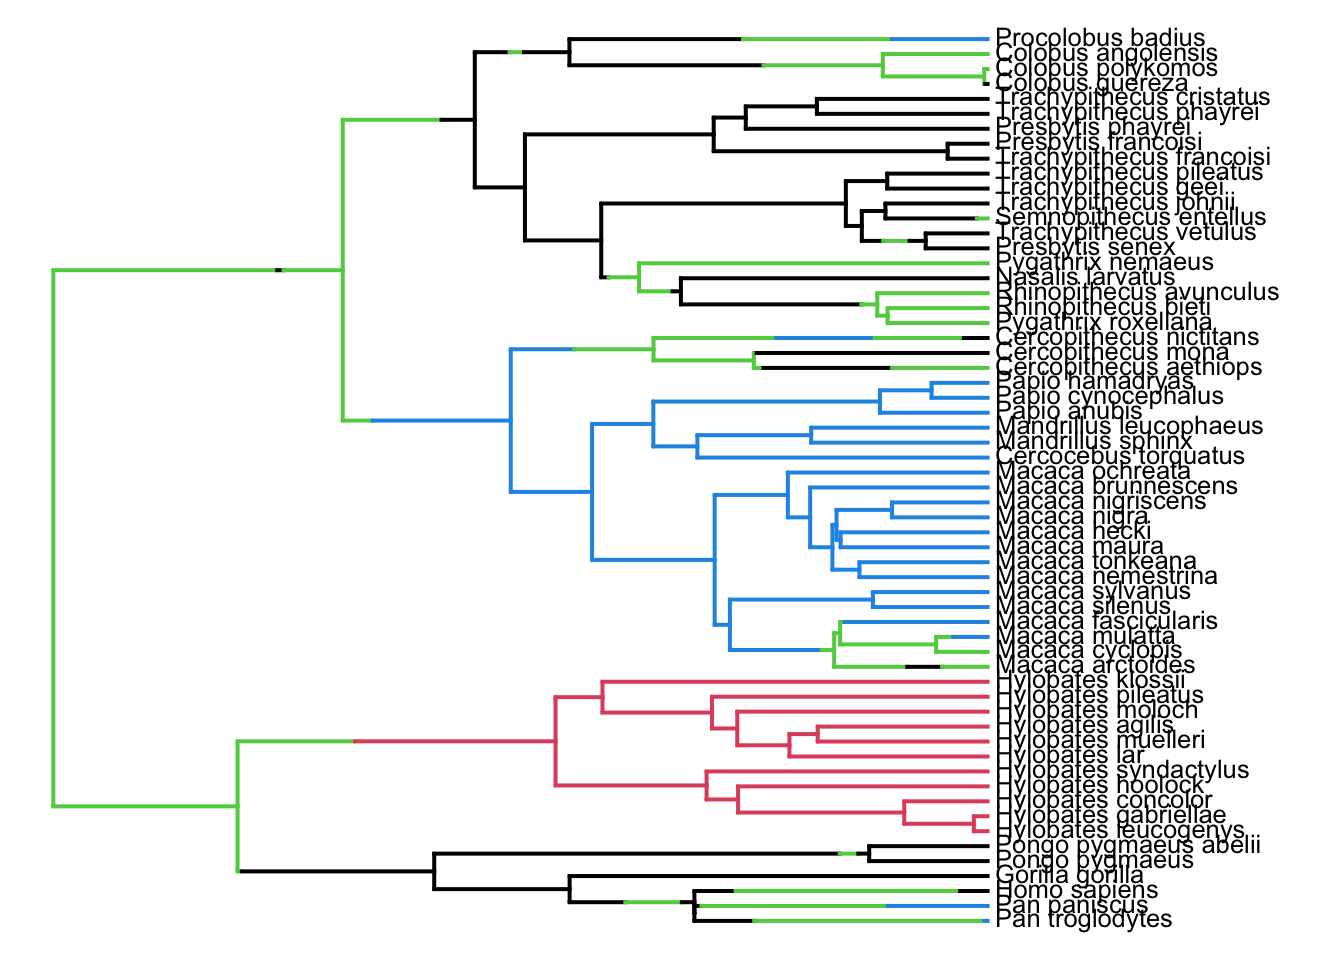 Procolobus badius
Colobus angolensis
Colobus polykomos
Colobus guereza
Trachypithecus cristatus
Trachypithecus phayrei
Presbytis phayrei
Presbytis francoisi
Trachypithecus francoisi
Trachypithecus pileatus
Trachypithecus geei
Trachypithecus johnii
Semnopithecus entellus
Trachypithecus vetulus
Presbytis senex
Pygathrix nemaeus
Nasalis larvatus
Rhinopithecus avunculus
Rhinopithecus bieti
Pygathrix roxellana
Cercopithecus nictitans
Cercopithecus mona
Cercopithecus aethiops
Papio hamadryas
Papio cynocephalus
Papio anubis
Mandrillus leucophaeus
Mandrillus sphinx
Cercocebus torquatus
Macaca ochreata
Macaca brunnescens
Macaca nigriscens
Macaca nigra
Macaca hecki
Macaca maura
Macaca tonkeana
Macaca nemestrina
Macaca sylvanus
Macaca silenus
Macaca fascicularis
Macaca mulatta
Macaca cyclopis
Macaca arctoides
Hylobates klossii
Hylobates pileatus
Hylobates moloch
Hylobates agilis
Hylobates muelleri
Hylobates lar
Hylobates syndactylus
Hylobates hoolock
Hylobates concolor
Hylobates gabriellae
Hylobates leucogenys
Pongo pygmaeus abelii
Pongo pygmaeus
Gorilla gorilla
Homo sapiens
Pan paniscus
Pan troglodytes